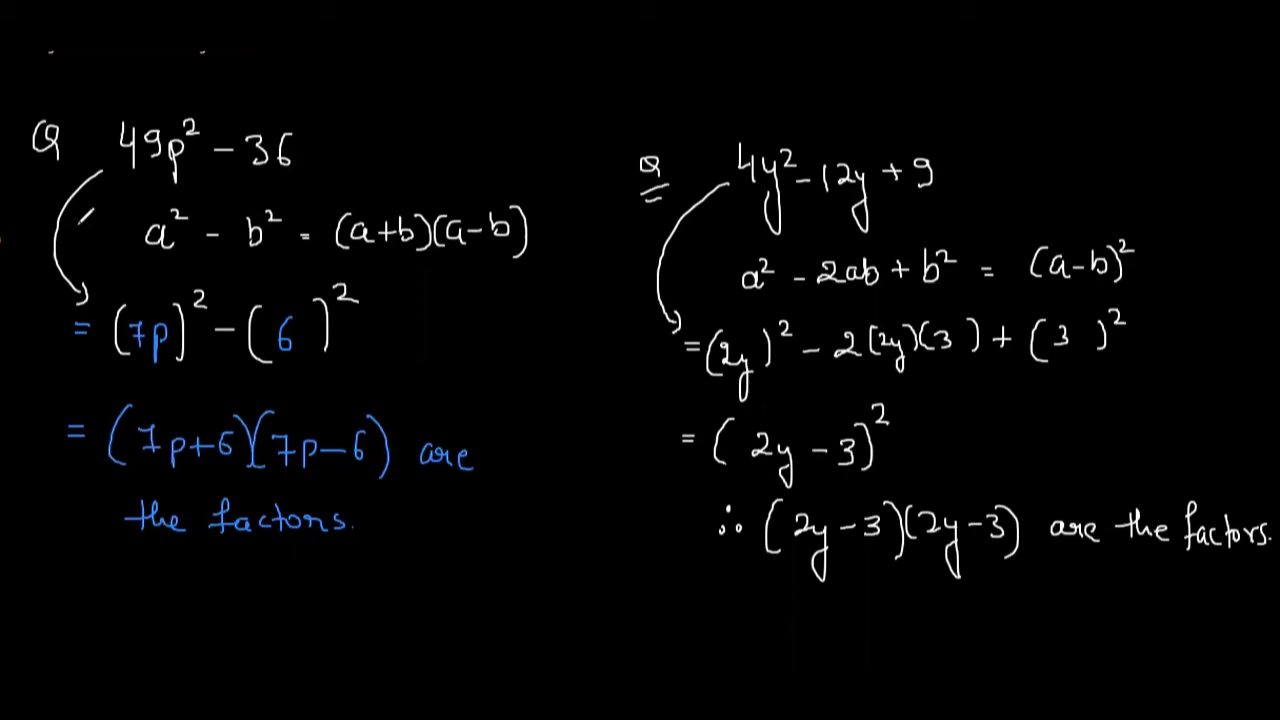 Q 49p² - 36
a² - b² = (a+b)(a-b)
= (7p)² - (6)²
= (7p+6)(7p-6) are
the factors.
Q 4y² - 12y + 9
a² - 2ab + b² = (a-b)²
= (2y)² - 2(2y)(3) + (3)²
= (2y - 3)²
∴ (2y-3)(2y-3) are the factors.